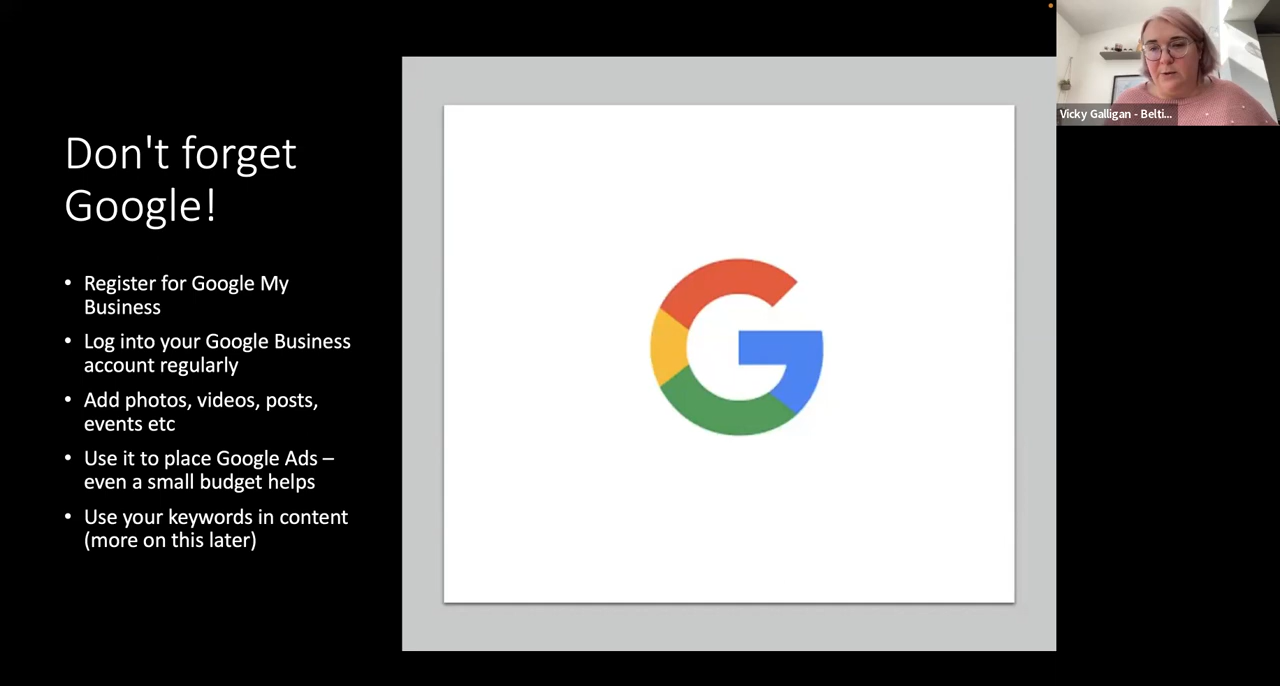 Don't forget
Google!
• Register for Google My
Business
• Log into your Google Business
account regularly
• Add photos, videos, posts,
events etc
• Use it to place Google Ads –
even a small budget helps
• Use your keywords in content
(more on this later)
Vicky Galligan - Belti...